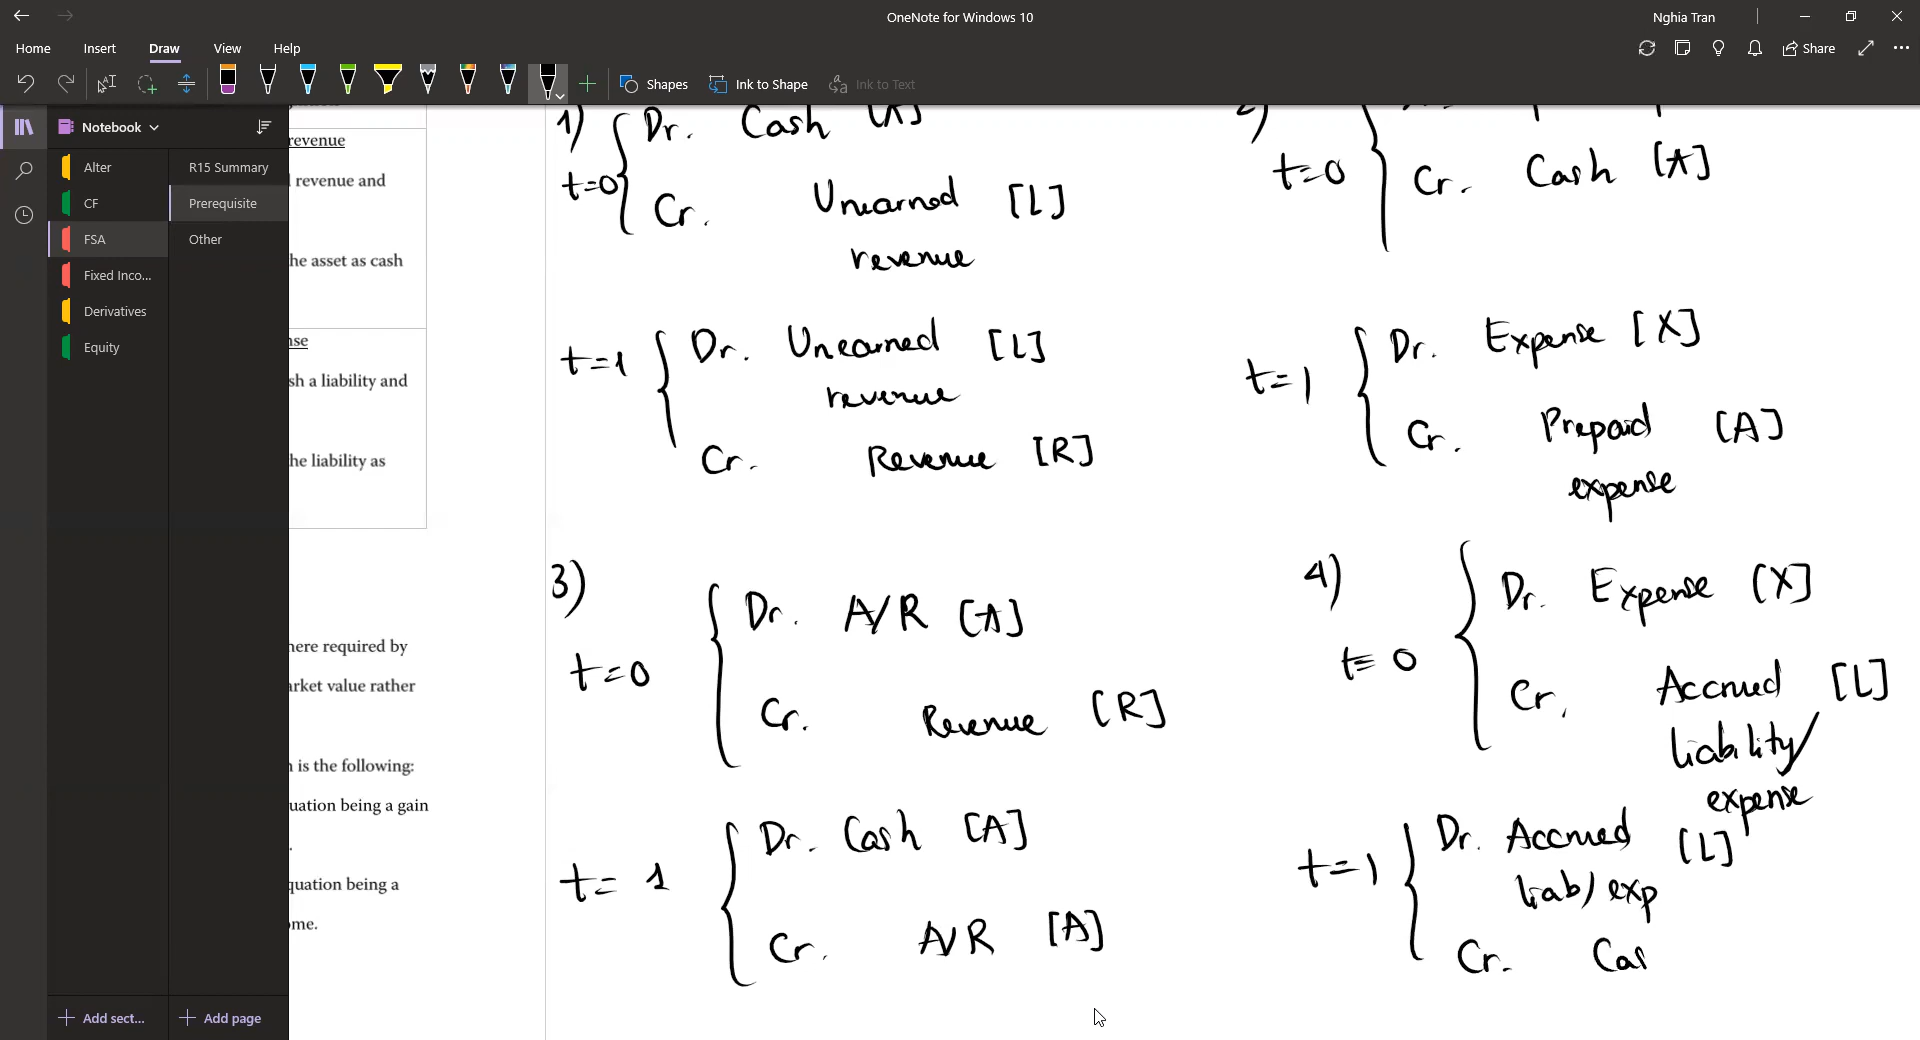 OneNote for Windows 10
Nghia Tran
Home Insert Draw View Help
Share
Shapes Ink to Shape Ink to Text
Notebook
Alter
CF
FSA
Fixed Inco...
Derivatives
Equity
R15 Summary
Prerequisite
Other
Add sect...
Add page
revenue
revenue and
he asset as cash
nse
sh a liability and
he liability as
here required by
arket value rather
n is the following:
uation being a gain
quation being a
ome.
1)
t=0
Dr. Cash [A]
Cr. Unearned [L]
revenue
t=1
Dr. Unearned [L]
revenue
Cr. Revenue [R]
2)
t=0
Cr. Cash [A]
t=1
Dr. Expense [X]
Cr. Prepaid [A]
expense
3)
t=0
Dr. A/R [A]
Cr. Revenue [R]
t=1
Dr. Cash [A]
Cr. A/R [A]
4)
t=0
Dr. Expense [X]
Cr. Accrued [L]
liability/
expense
t=1
Dr. Accrued [L]
liab/exp
Cr. Cas